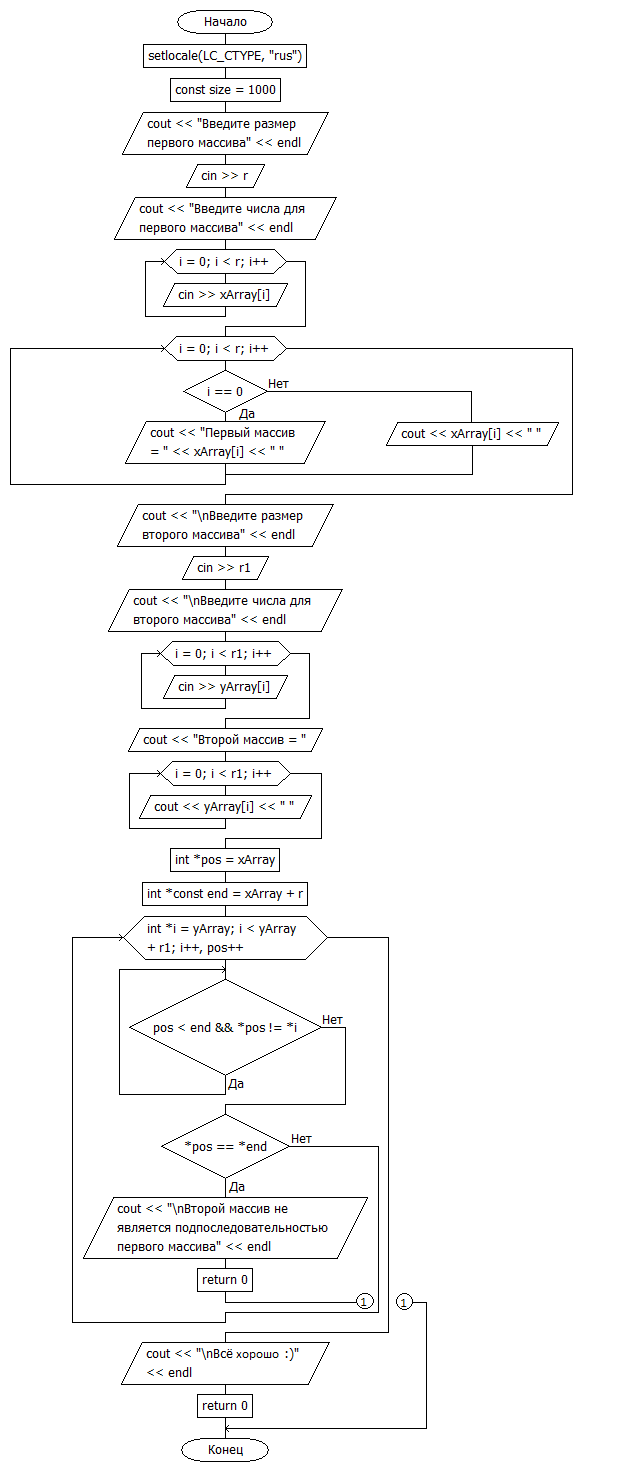 Начало
setlocale(LC_CTYPE, "rus")
const size = 1000
cout << "Введите размер
первого массива" << endl
cin >> r
cout << "Введите числа для
первого массива" << endl
i = 0; i < r; i++
cin >> xArray[i]
i = 0; i < r; i++
i == 0
Нет
Да
cout << "Первый массив
= " << xArray[i] << " "
cout << xArray[i] << " "
cout << "\nВведите размер
второго массива" << endl
cin >> r1
cout << "\nВведите числа для
второго массива" << endl
i = 0; i < r1; i++
cin >> yArray[i]
cout << "Второй массив = "
i = 0; i < r1; i++
cout << yArray[i] << " "
int *pos = xArray
int *const end = xArray + r
int *i = yArray; i < yArray
+ r1; i++, pos++
pos < end && *pos != *i
Нет
Да
*pos == *end
Нет
Да
cout << "\nВторой массив не
является подпоследовательностью
первого массива" << endl
return 0
1
1
cout << "\nВсё хорошо :)"
<< endl
return 0
Конец